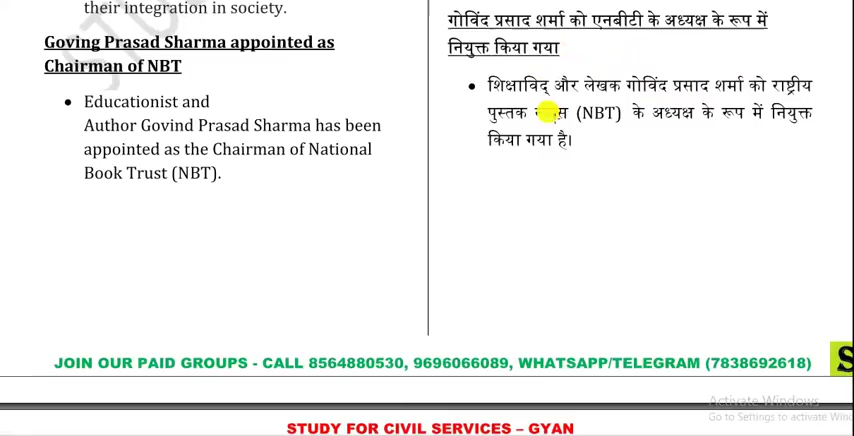 their integration in society.
Goving Prasad Sharma appointed as
Chairman of NBT
• Educationist and
Author Govind Prasad Sharma has been
appointed as the Chairman of National
Book Trust (NBT).
गोविंद प्रसाद शर्मा को एनबीटी के अध्यक्ष के रूप में
नियुक्त किया गया
• शिक्षाविद् और लेखक गोविंद प्रसाद शर्मा को राष्ट्रीय
पुस्तक (NBT) के अध्यक्ष के रूप में नियुक्त
किया गया है।
JOIN OUR PAID GROUPS - CALL 8564880530, 9696066089, WHATSAPP/TELEGRAM (7838692618)
S
Activate Windows
Go to Settings to activate Wind
STUDY FOR CIVIL SERVICES – GYAN